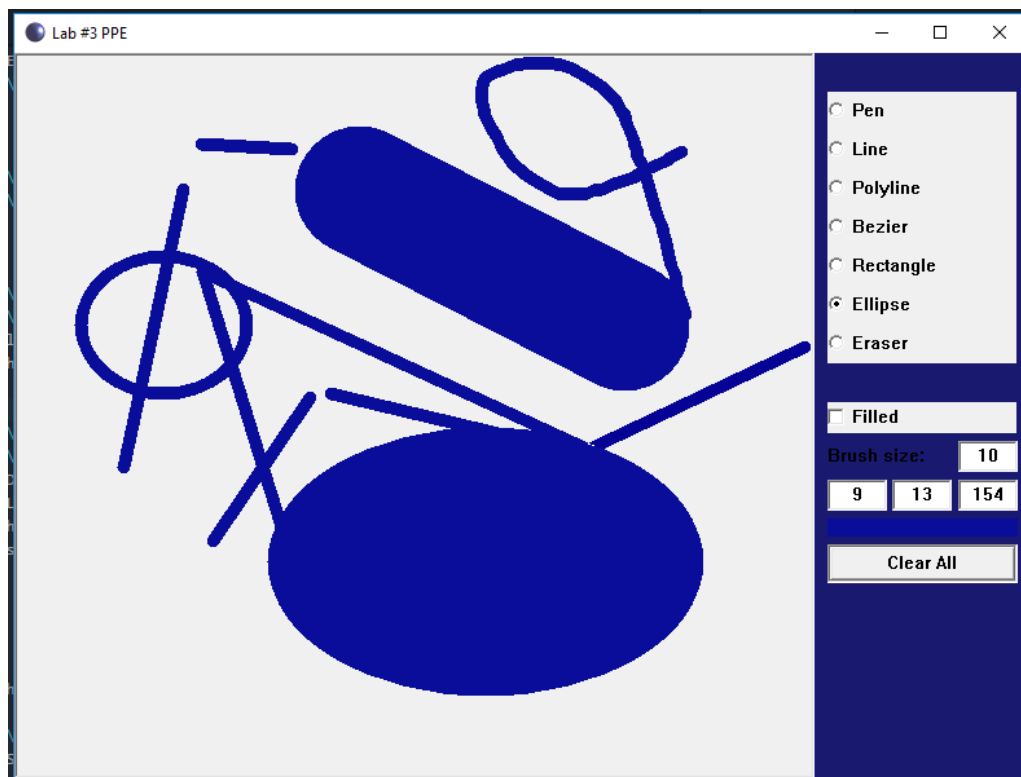 Lab #3 PPE
Pen
Line
Polyline
Bezier
Rectangle
Ellipse
Eraser
Filled
Brush size: 10
9 13 154
Clear All